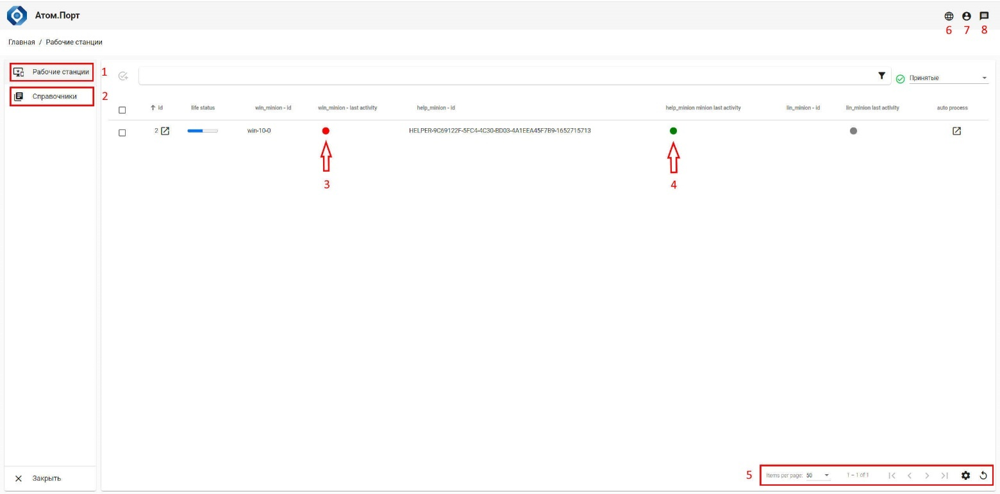 Атом.Порт
6 7 8
Главная / Рабочие станции
Рабочие станции 1
Принятые
Справочники 2
id life status win_minion - id win_minion - last activity help_minion - id help_minion minion last activity lin_minion - id lin_minion last activity auto process
2 win-10-0 HELPER-9C69122F-5FC4-4C30-BD03-4A1EEA45F7B9-1652715713
3 4
5 Items per page: 50 1 – 1 of 1
Закрыть